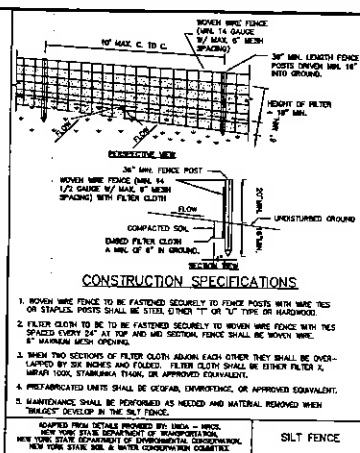 WOVEN WIRE FENCE
(MIN. 14 GAUGE
W/ MAX. 6" MESH
SPACING)
10' MAX. C. TO C.
36" MIN. LENGTH FENCE
POSTS DRIVEN MIN. 16"
INTO GROUND.
HEIGHT OF FILTER
= 16" MIN.
6" MIN.
FLOW
FLOW
PERSPECTIVE VIEW
36" MIN. FENCE POST
WOVEN WIRE FENCE (MIN. 14
1/2 GAUGE W/ MAX. 6" MESH
SPACING) WITH FILTER CLOTH
FLOW
20" MIN.
UNDISTURBED GROUND
COMPACTED SOIL
16" MIN.
EMBED FILTER CLOTH
A MIN. OF 6" IN GROUND.
SECTION VIEW
CONSTRUCTION SPECIFICATIONS
1. WOVEN WIRE FENCE TO BE FASTENED SECURELY TO FENCE POSTS WITH WIRE TIES
OR STAPLES. POSTS SHALL BE STEEL EITHER "T" OR "U" TYPE OR HARDWOOD.
2. FILTER CLOTH TO BE TO BE FASTENED SECURELY TO WOVEN WIRE FENCE WITH TIES
SPACED EVERY 24" AT TOP AND MID SECTION. FENCE SHALL BE WOVEN WIRE,
6" MAXIMUM MESH OPENING.
3. WHEN TWO SECTIONS OF FILTER CLOTH ADJOIN EACH OTHER THEY SHALL BE OVER-
LAPPED BY SIX INCHES AND FOLDED. FILTER CLOTH SHALL BE EITHER FILTER X,
MIRAFI 100X, STABILINKA T140N, OR APPROVED EQUIVALENT.
4. PREFABRICATED UNITS SHALL BE GEOFAB, ENVIROFENCE, OR APPROVED EQUIVALENT.
5. MAINTENANCE SHALL BE PERFORMED AS NEEDED AND MATERIAL REMOVED WHEN
"BULGES" DEVELOP IN THE SILT FENCE.
ADAPTED FROM DETAILS PROVIDED BY: USDA - NRCS,
NEW YORK STATE DEPARTMENT OF TRANSPORTATION,
NEW YORK STATE DEPARTMENT OF ENVIRONMENTAL CONSERVATION,
NEW YORK STATE SOIL & WATER CONSERVATION COMMITTEE
SILT FENCE